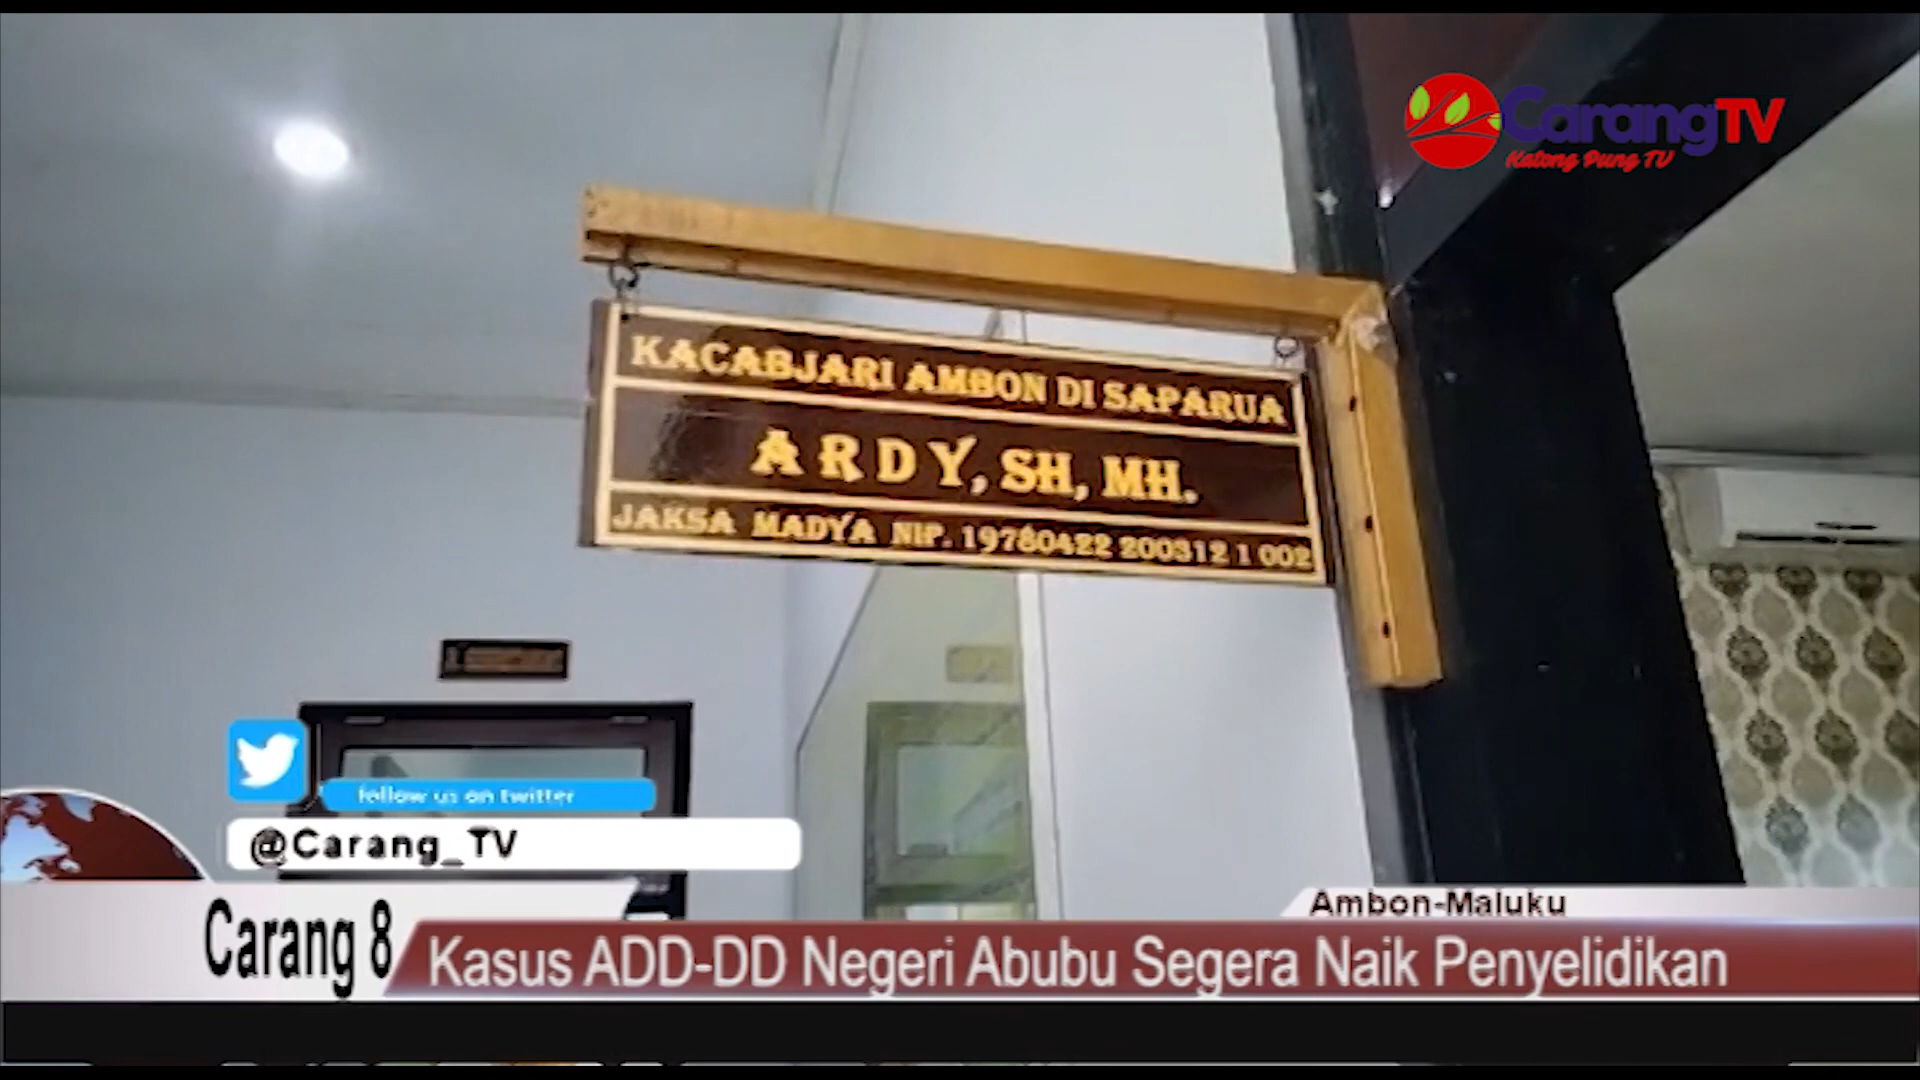 CarangTV
Katong Pung TV
KACABJARI AMBON DI SAPARUA
ARDY, SH, MH.
JAKSA MADYA NIP. 19780422 200312 1 002
follow us on twitter
@Carang_TV
Ambon-Maluku
Carang 8
Kasus ADD-DD Negeri Abubu Segera Naik Penyelidikan